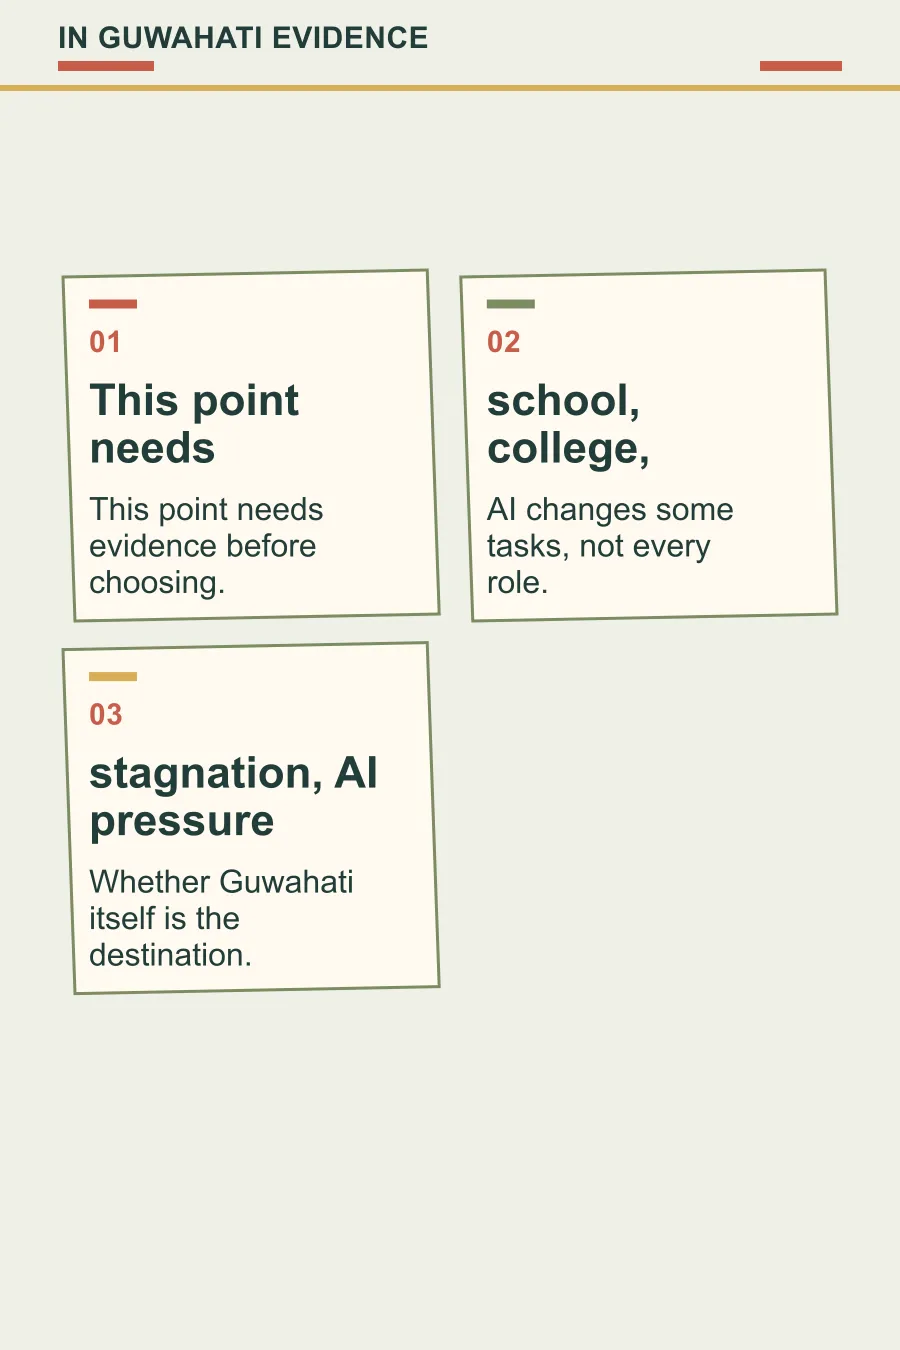 IN GUWAHATI EVIDENCE
01
This point
needs
This point needs
evidence before
choosing.
02
school,
college,
AI changes some
tasks, not every
role.
03
stagnation, AI
pressure
Whether Guwahati
itself is the
destination.